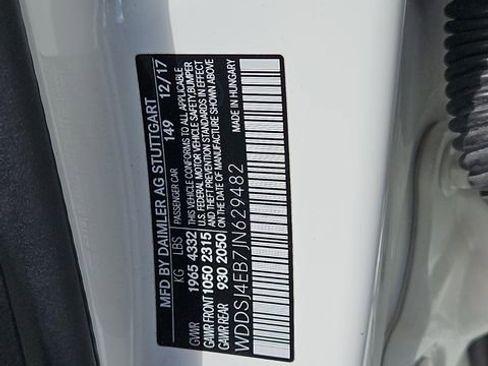 MFD BY DAIMLER AG STUTTGART
PASSENGER CAR 149 12/17
KG LBS
GVWR 1965 4332
GAWR FRONT 1050 2315
GAWR REAR 930 2050
THIS VEHICLE CONFORMS TO ALL APPLICABLE
U.S. FEDERAL MOTOR VEHICLE SAFETY, BUMPER
AND THEFT PREVENTION STANDARDS IN EFFECT
ON THE DATE OF MANUFACTURE SHOWN ABOVE
WDDSJ4EB7JN629482
MADE IN HUNGARY